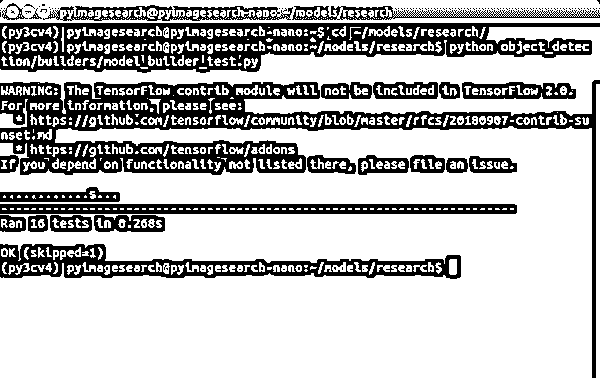 pyimagesearch@pyimagesearch-nano: ~/models/research
(py3cv4) pyimagesearch@pyimagesearch-nano:~$ cd ~/models/research/
(py3cv4) pyimagesearch@pyimagesearch-nano:~/models/research$ python object_detec
tion/builders/model_builder_test.py
WARNING: The TensorFlow contrib module will not be included in TensorFlow 2.0.
For more information, please see:
* https://github.com/tensorflow/community/blob/master/rfcs/20180907-contrib-su
nset.md
* https://github.com/tensorflow/addons
If you depend on functionality not listed there, please file an issue.
............s...
----------------------------------------------------------------------
Ran 16 tests in 0.268s
OK (skipped=1)
(py3cv4) pyimagesearch@pyimagesearch-nano:~/models/research$